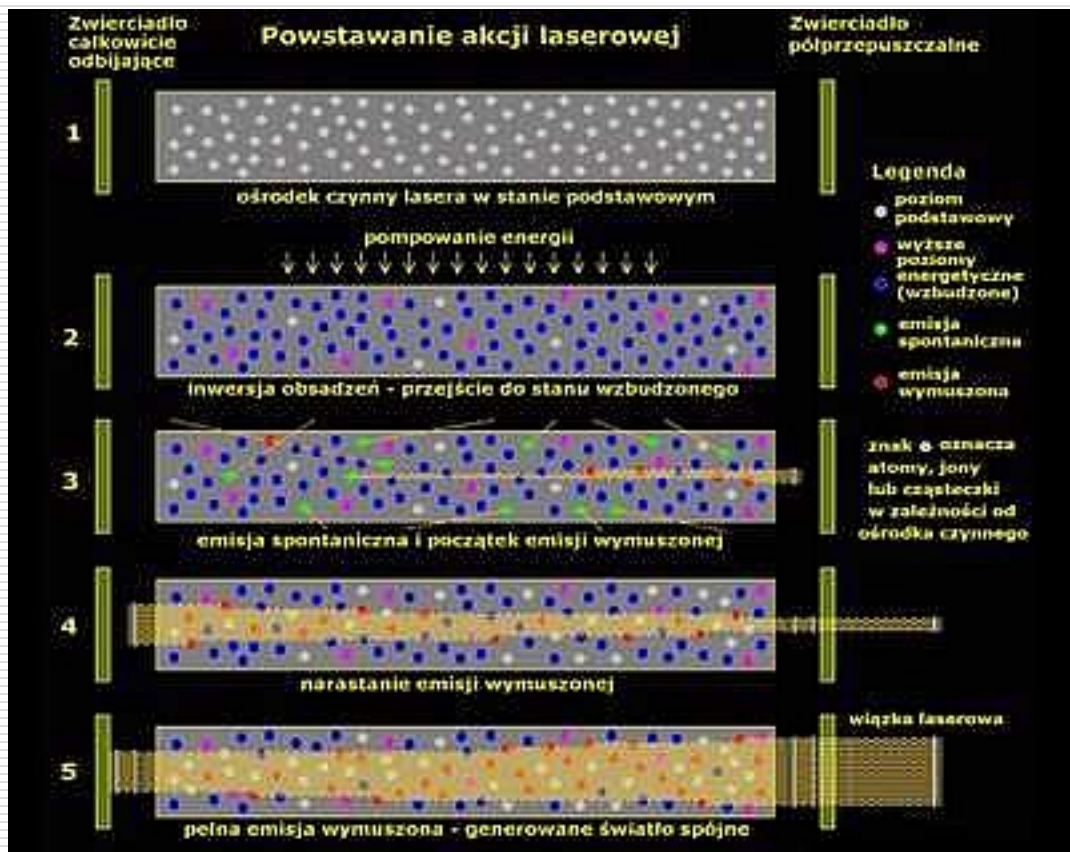 Zwierciadło
całkowicie
odbijające
Powstawanie akcji laserowej
Zwierciadło
półprzepuszczalne
1
ośrodek czynny lasera w stanie podstawowym
Legenda
poziom
podstawowy
wyższe
poziomy
energetyczne
(wzbudzone)
emisja
spontaniczna
emisja
wymuszona
pompowanie energii
2
inwersja obsadzeń - przejście do stanu wzbudzonego
3
emisja spontaniczna i początek emisji wymuszonej
znak oznacza
atomy, jony
lub cząsteczki
w zależności od
ośrodka czynnego
4
narastanie emisji wymuszonej
wiązka laserowa
5
pełna emisja wymuszona - generowane światło spójne